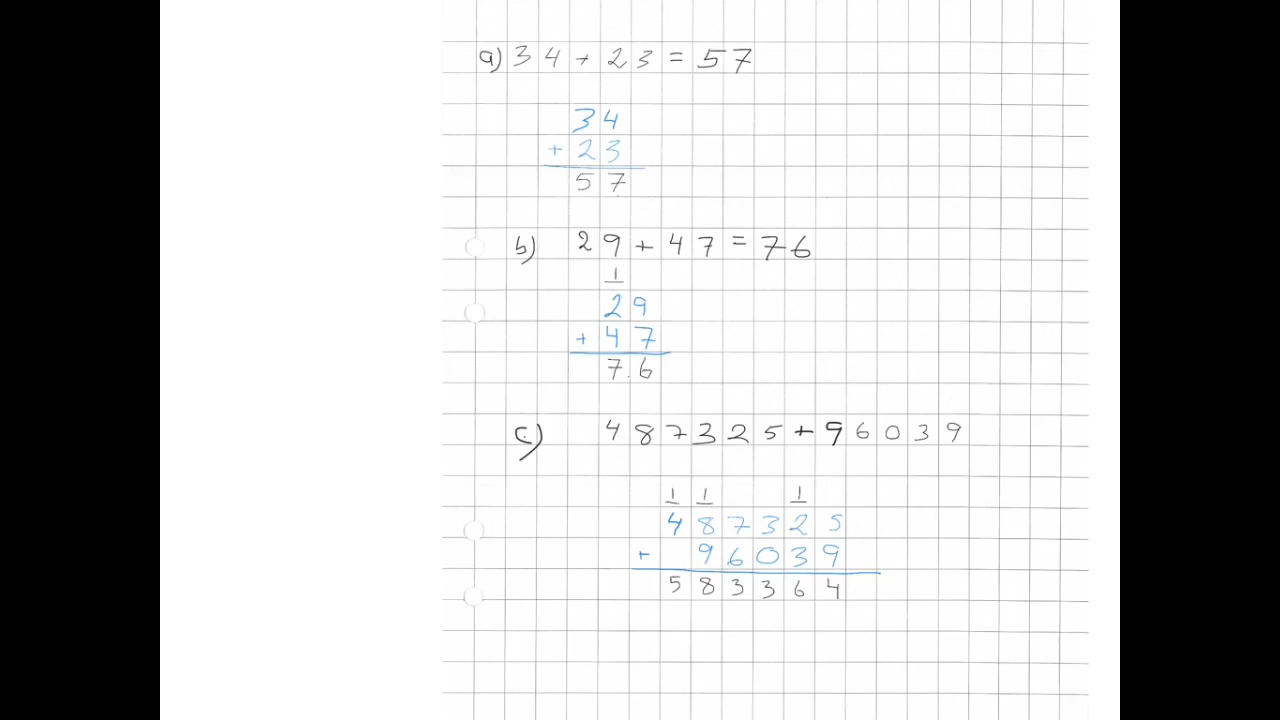 a) 34 + 23 = 57
34
+ 23
57
b) 29 + 47 = 76
1
29
+ 47
76
c) 487325 + 96039
1 1 1
487325
+ 96039
583364